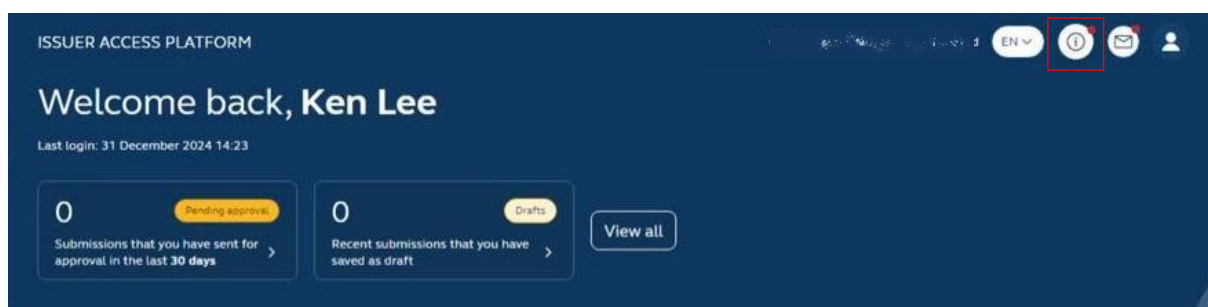 ISSUER ACCESS PLATFORM
EN
Welcome back, Ken Lee
Last login: 31 December 2024 14:23
0
Pending approval
Submissions that you have sent for
approval in the last 30 days
0
Drafts
Recent submissions that you have
saved as draft
View all